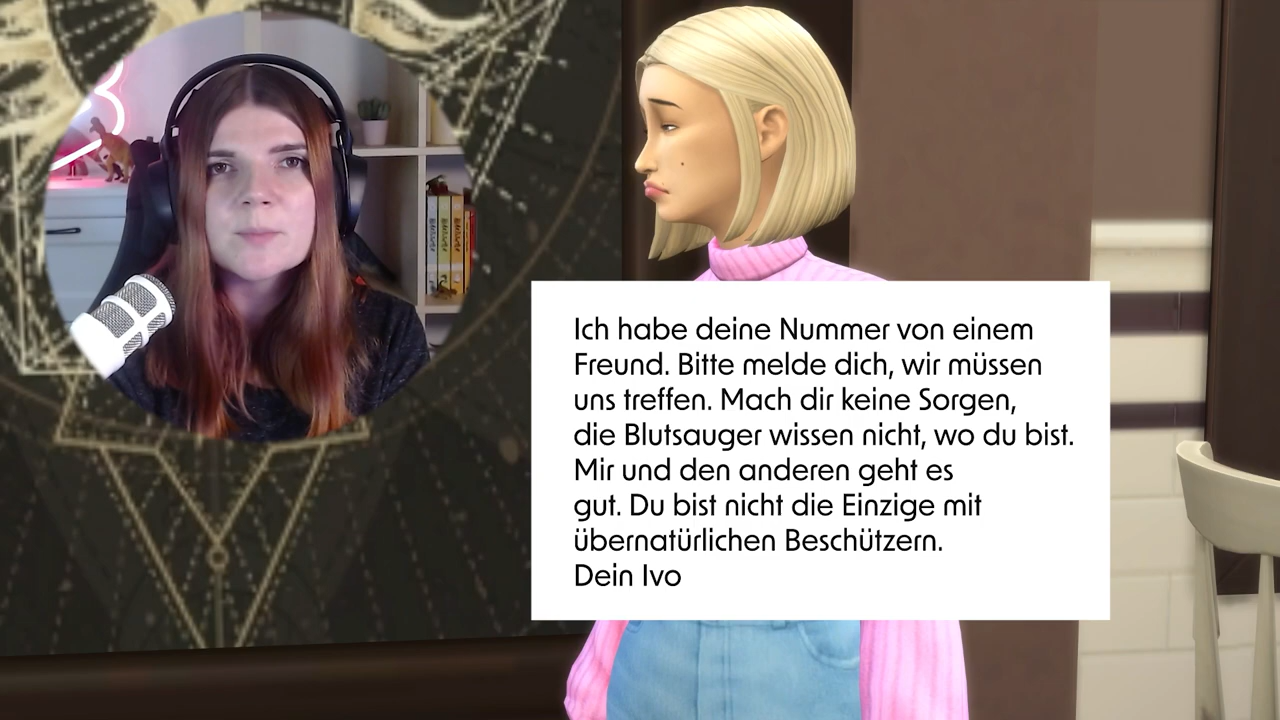 Ich habe deine Nummer von einem
Freund. Bitte melde dich, wir müssen
uns treffen. Mach dir keine Sorgen,
die Blutsauger wissen nicht, wo du bist.
Mir und den anderen geht es
gut. Du bist nicht die Einzige mit
übernatürlichen Beschützern.
Dein Ivo